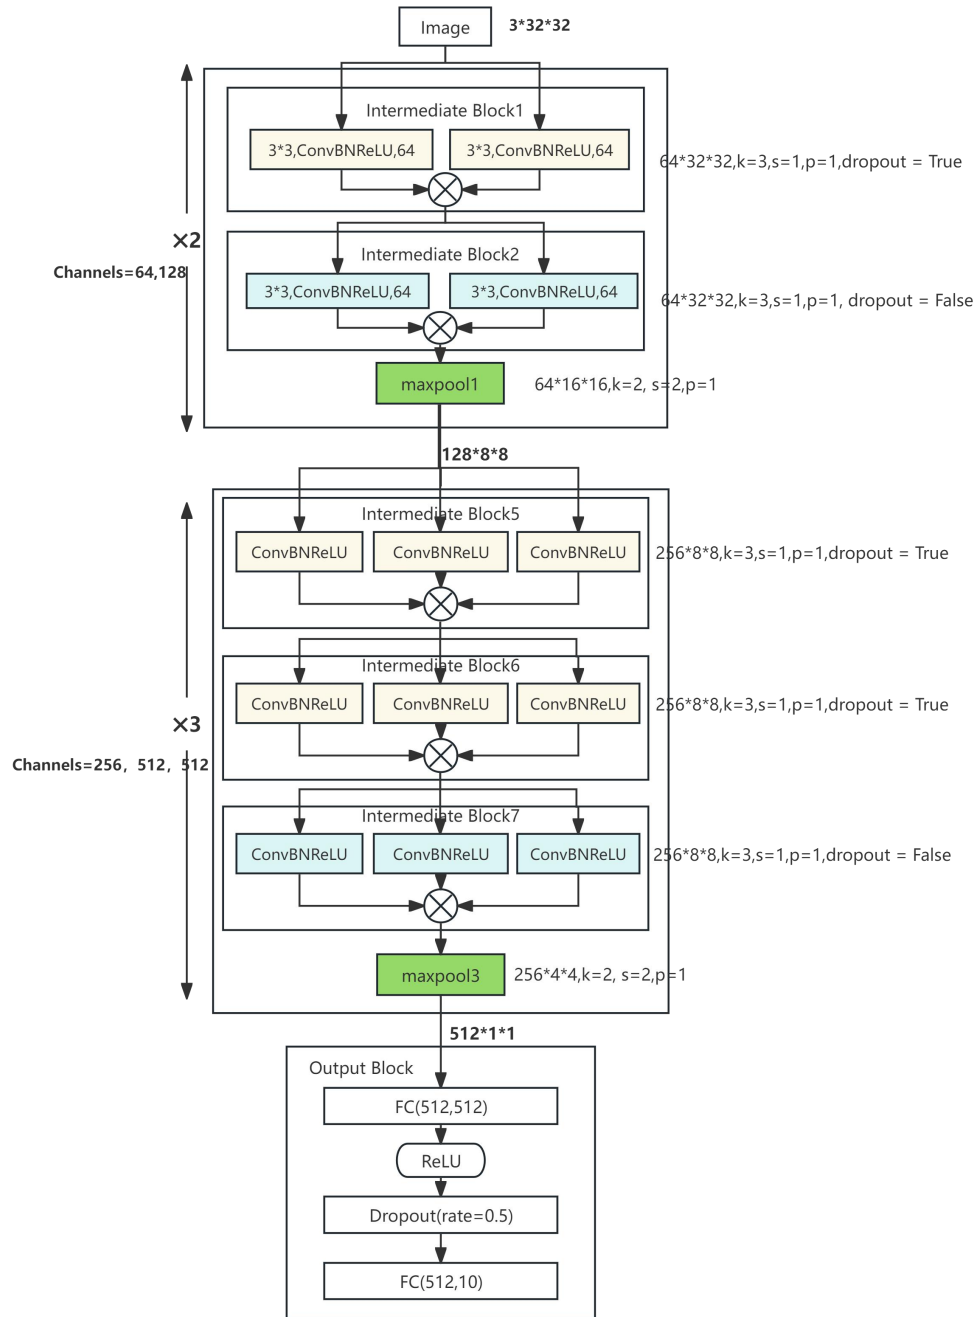 Image
3*32*32
Intermediate Block1
3*3,ConvBNReLU,64
3*3,ConvBNReLU,64
64*32*32,k=3,s=1,p=1,dropout = True
×2
Channels=64,128
Intermediate Block2
3*3,ConvBNReLU,64
3*3,ConvBNReLU,64
64*32*32,k=3,s=1,p=1, dropout = False
maxpool1
64*16*16,k=2, s=2,p=1
128*8*8
Intermediate Block5
ConvBNReLU
ConvBNReLU
ConvBNReLU
256*8*8,k=3,s=1,p=1,dropout = True
Intermediate Block6
ConvBNReLU
ConvBNReLU
ConvBNReLU
256*8*8,k=3,s=1,p=1,dropout = True
×3
Channels=256, 512, 512
Intermediate Block7
ConvBNReLU
ConvBNReLU
ConvBNReLU
256*8*8,k=3,s=1,p=1,dropout = False
maxpool3
256*4*4,k=2, s=2,p=1
512*1*1
Output Block
FC(512,512)
ReLU
Dropout(rate=0.5)
FC(512,10)